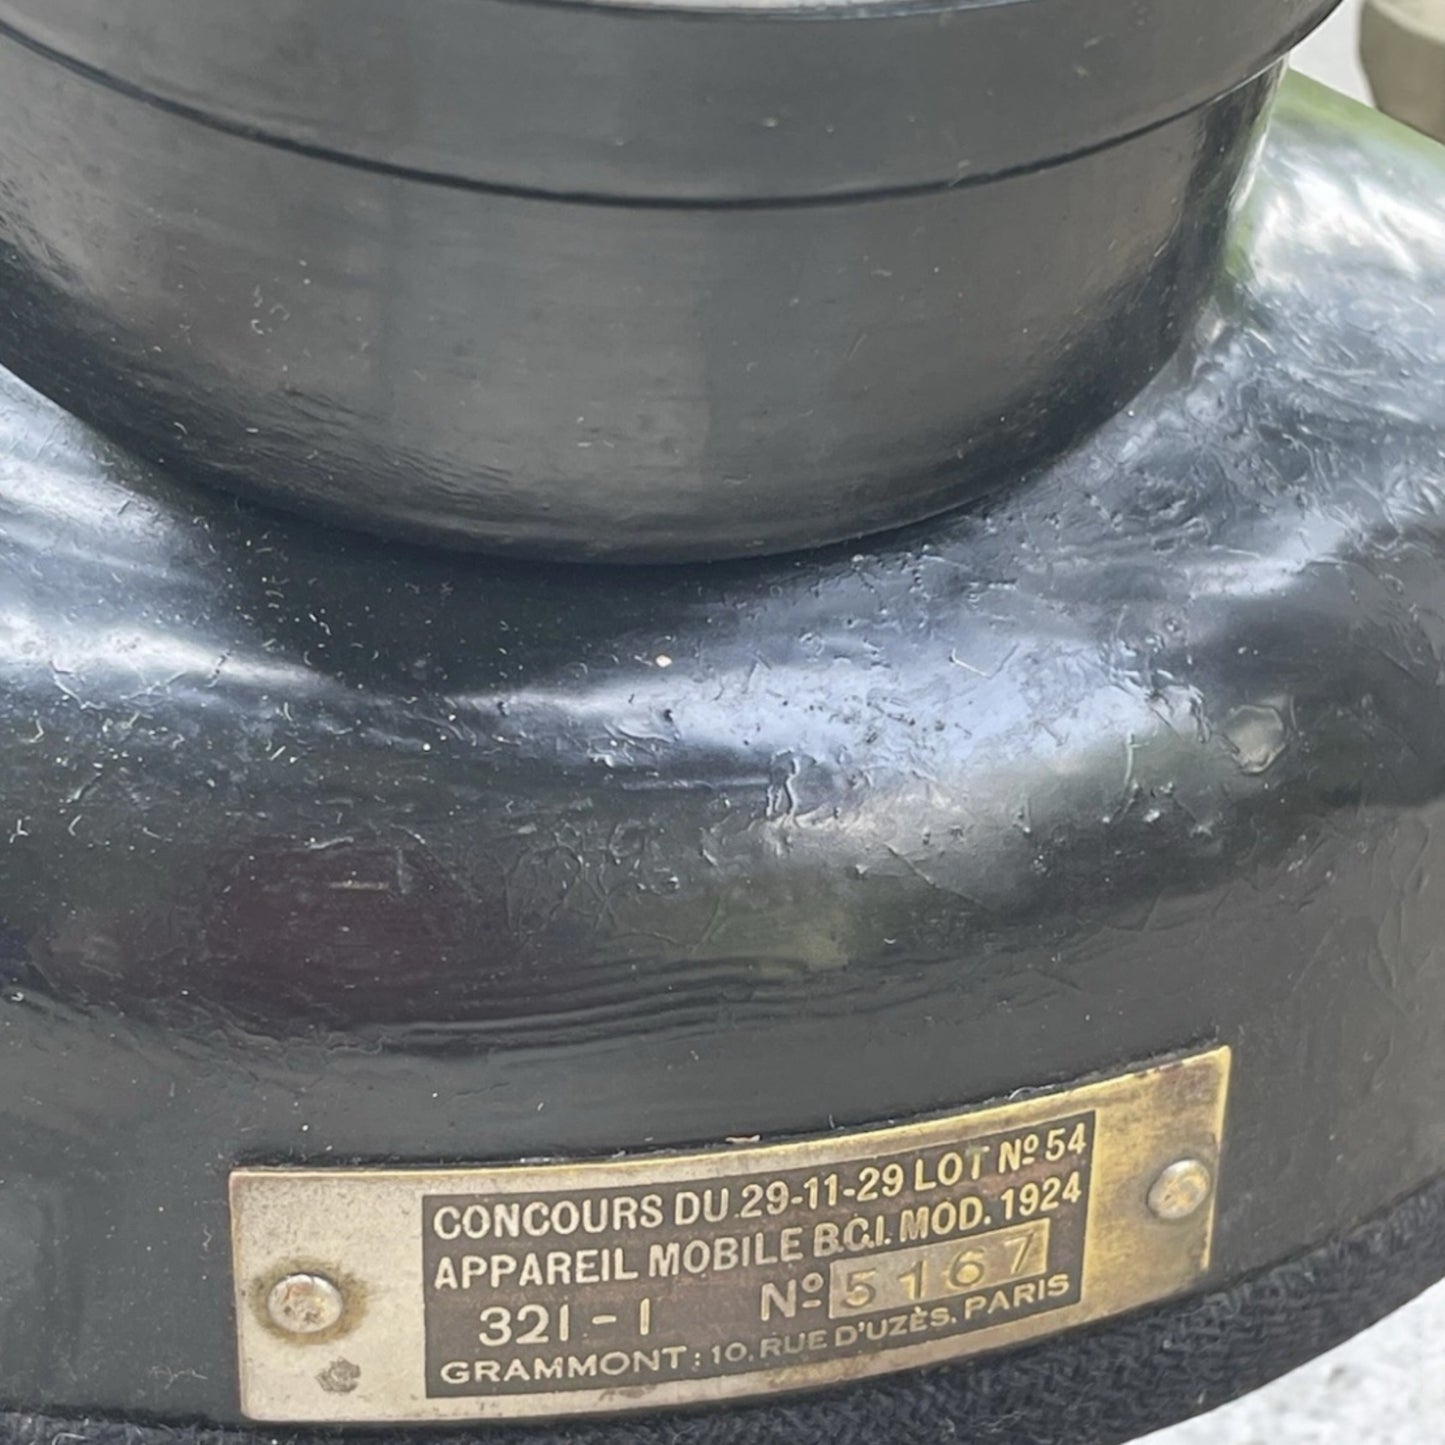 CONCOURS DU 29-11-29 LOT Nº 54
APPAREIL MOBILE B.C.I. MOD. 1924
321-1 Nº 5167
GRAMMONT: 10, RUE D'UZÈS. PARIS